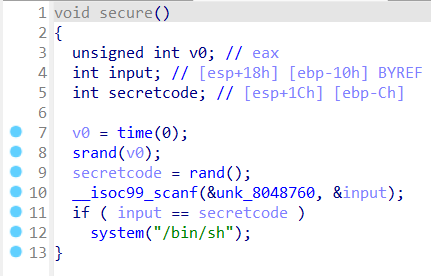 1 void secure()
2 {
3 unsigned int v0; // eax
4 int input; // [esp+18h] [ebp-10h] BYREF
5 int secretcode; // [esp+1Ch] [ebp-Ch]
6
7 v0 = time(0);
8 srand(v0);
9 secretcode = rand();
10 __isoc99_scanf(&unk_8048760, &input);
11 if ( input == secretcode )
12 system("/bin/sh");
13 }